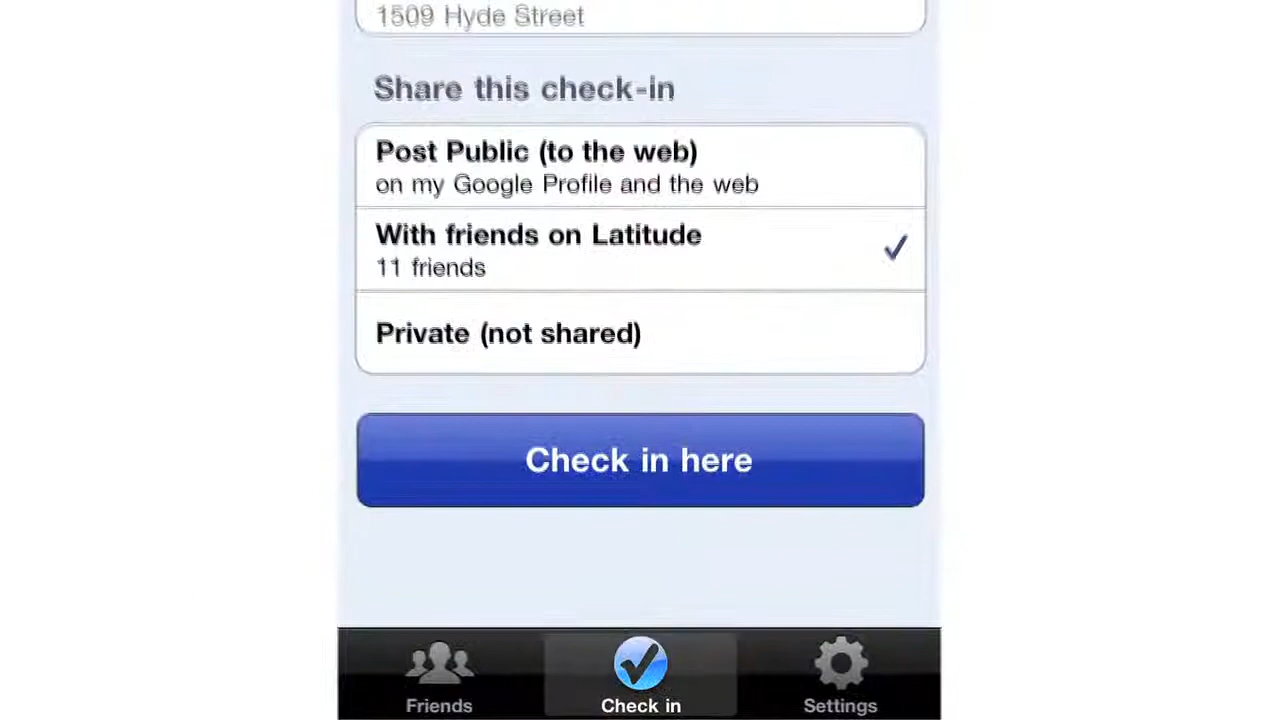 1509 Hyde Street
Share this check-in
Post Public (to the web)
on my Google Profile and the web
With friends on Latitude
11 friends
Private (not shared)
Check in here
Friends
Check in
Settings